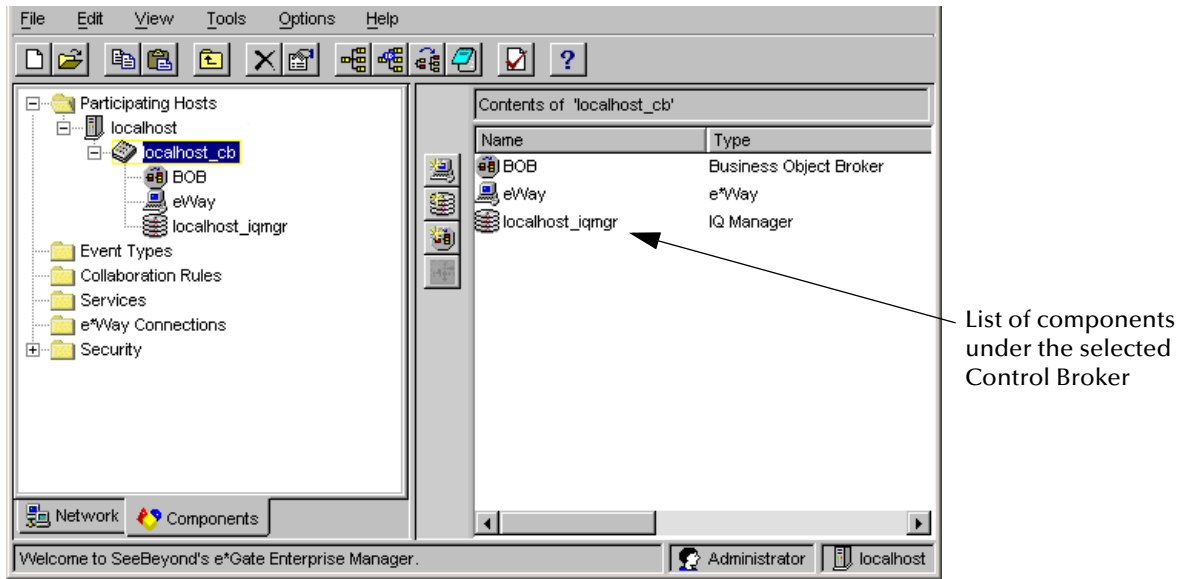 File Edit View Tools Options Help
Participating Hosts
localhost
localhost_cb
BOB
eWay
localhost_iqmgr
Event Types
Collaboration Rules
Services
e*Way Connections
Security
Network Components
Contents of 'localhost_cb'
Name Type
BOB Business Object Broker
eWay e*Way
localhost_iqmgr IQ Manager
List of components
under the selected
Control Broker
Welcome to SeeBeyond's e*Gate Enterprise Manager. Administrator localhost